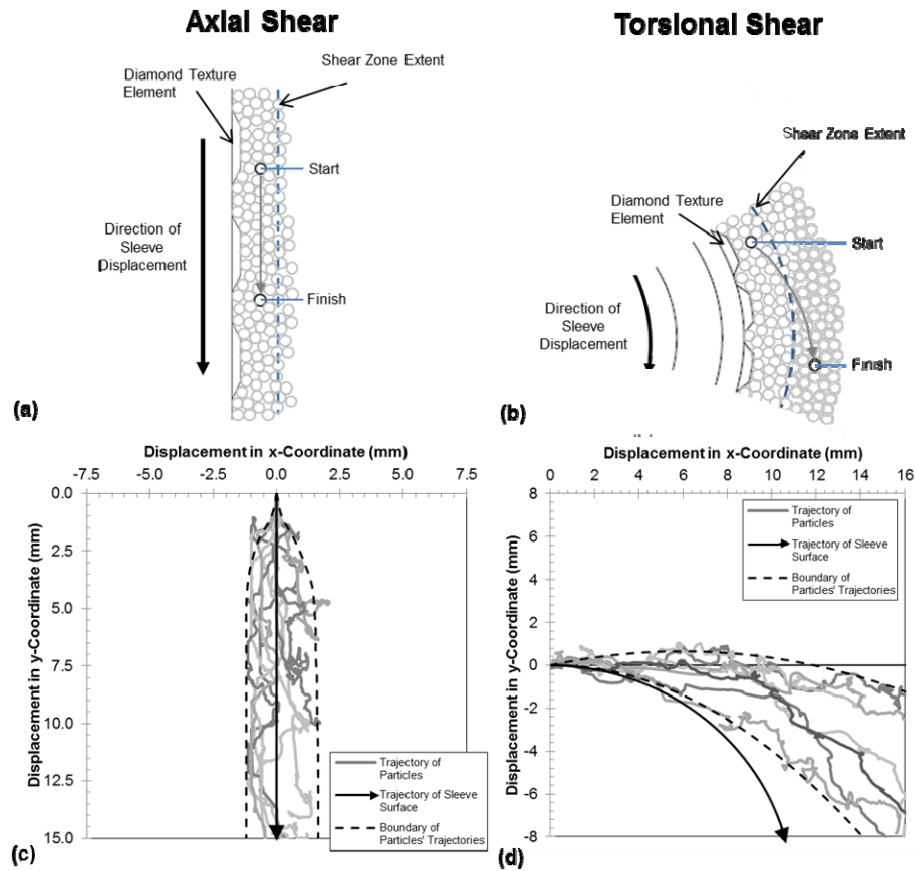 Axial Shear
Torsional Shear
Diamond Texture
Element
Shear Zone Extent
Start
Direction of
Sleeve
Displacement
Finish
(a)
Shear Zone Extent
Diamond Texture
Element
Start
Direction of
Sleeve
Displacement
Finish
(b)
Displacement in x-Coordinate (mm)
-7.5 -5.0 -2.5 0.0 2.5 5.0 7.5
Displacement in y-Coordinate (mm)
0.0
2.5
5.0
7.5
10.0
12.5
15.0
Trajectory of
Particles
Trajectory of Sleeve
Surface
Boundary of
Particles' Trajectories
(c)
Displacement in x-Coordinate (mm)
0 2 4 6 8 10 12 14 16
Displacement in y-Coordinate (mm)
8
6
4
2
0
-2
-4
-6
-8
Trajectory of
Particles
Trajectory of Sleeve
Surface
Boundary of
Particles' Trajectories
(d)